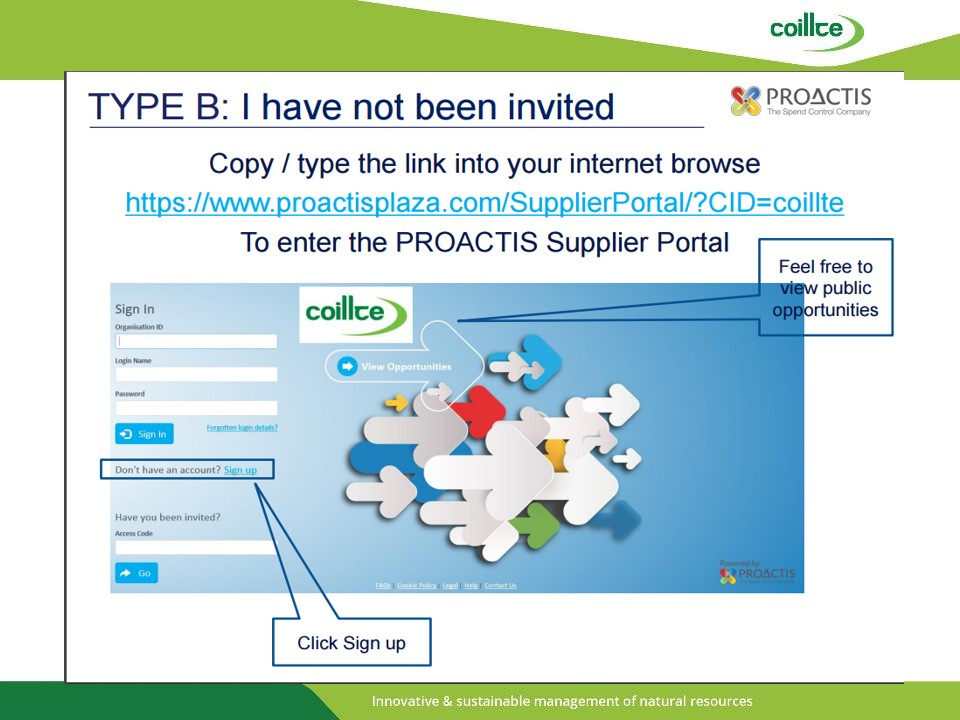 coillte
TYPE B: I have not been invited
PROACTIS
The Spend Control Company
Copy / type the link into your internet browse
https://www.proactisplaza.com/SupplierPortal/?CID=coillte
To enter the PROACTIS Supplier Portal
Feel free to
view public
opportunities
Sign In
coillte
Organisation ID
Login Name
View Opportunities
Password
Sign In
Forgotten login details?
Don't have an account? Sign up
Have you been invited?
Access Code
Go
Powered by
PROACTIS
FAQs | Cookie Policy | Legal | Help | Contact Us
Click Sign up
Innovative & sustainable management of natural resources